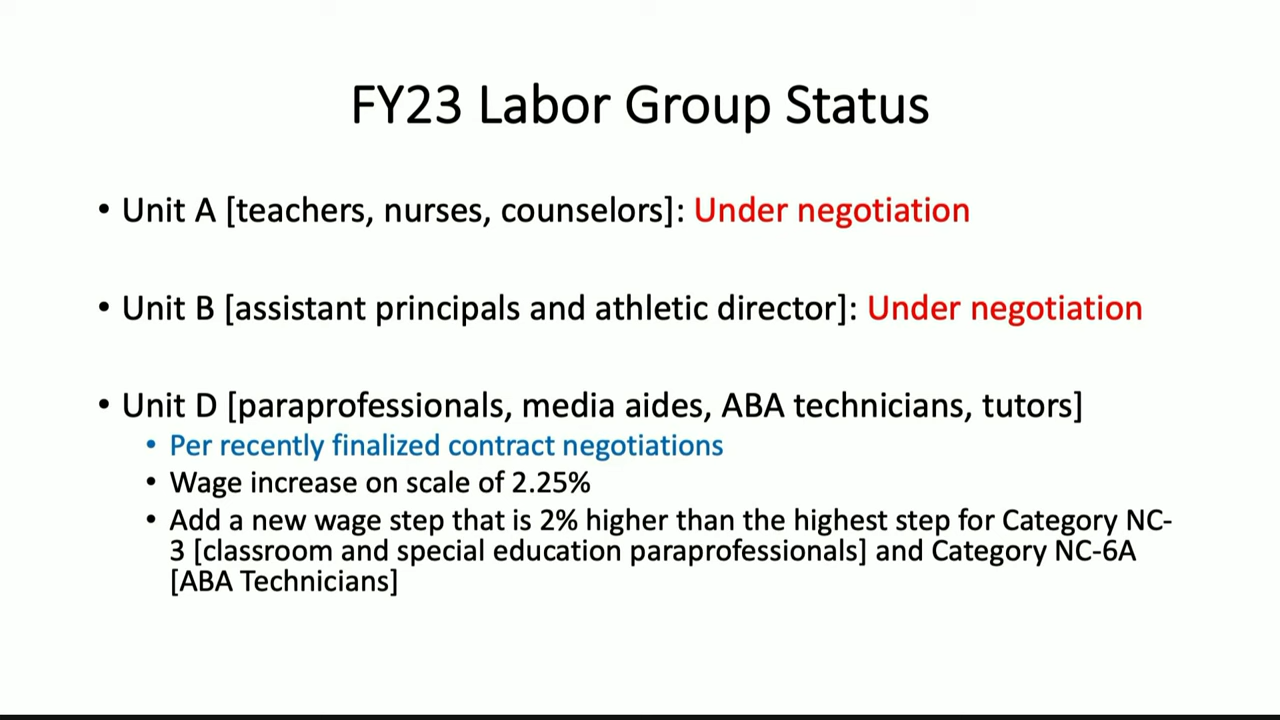 FY23 Labor Group Status
• Unit A [teachers, nurses, counselors]: Under negotiation
• Unit B [assistant principals and athletic director]: Under negotiation
• Unit D [paraprofessionals, media aides, ABA technicians, tutors]
• Per recently finalized contract negotiations
• Wage increase on scale of 2.25%
• Add a new wage step that is 2% higher than the highest step for Category NC-
3 [classroom and special education paraprofessionals] and Category NC-6A
[ABA Technicians]